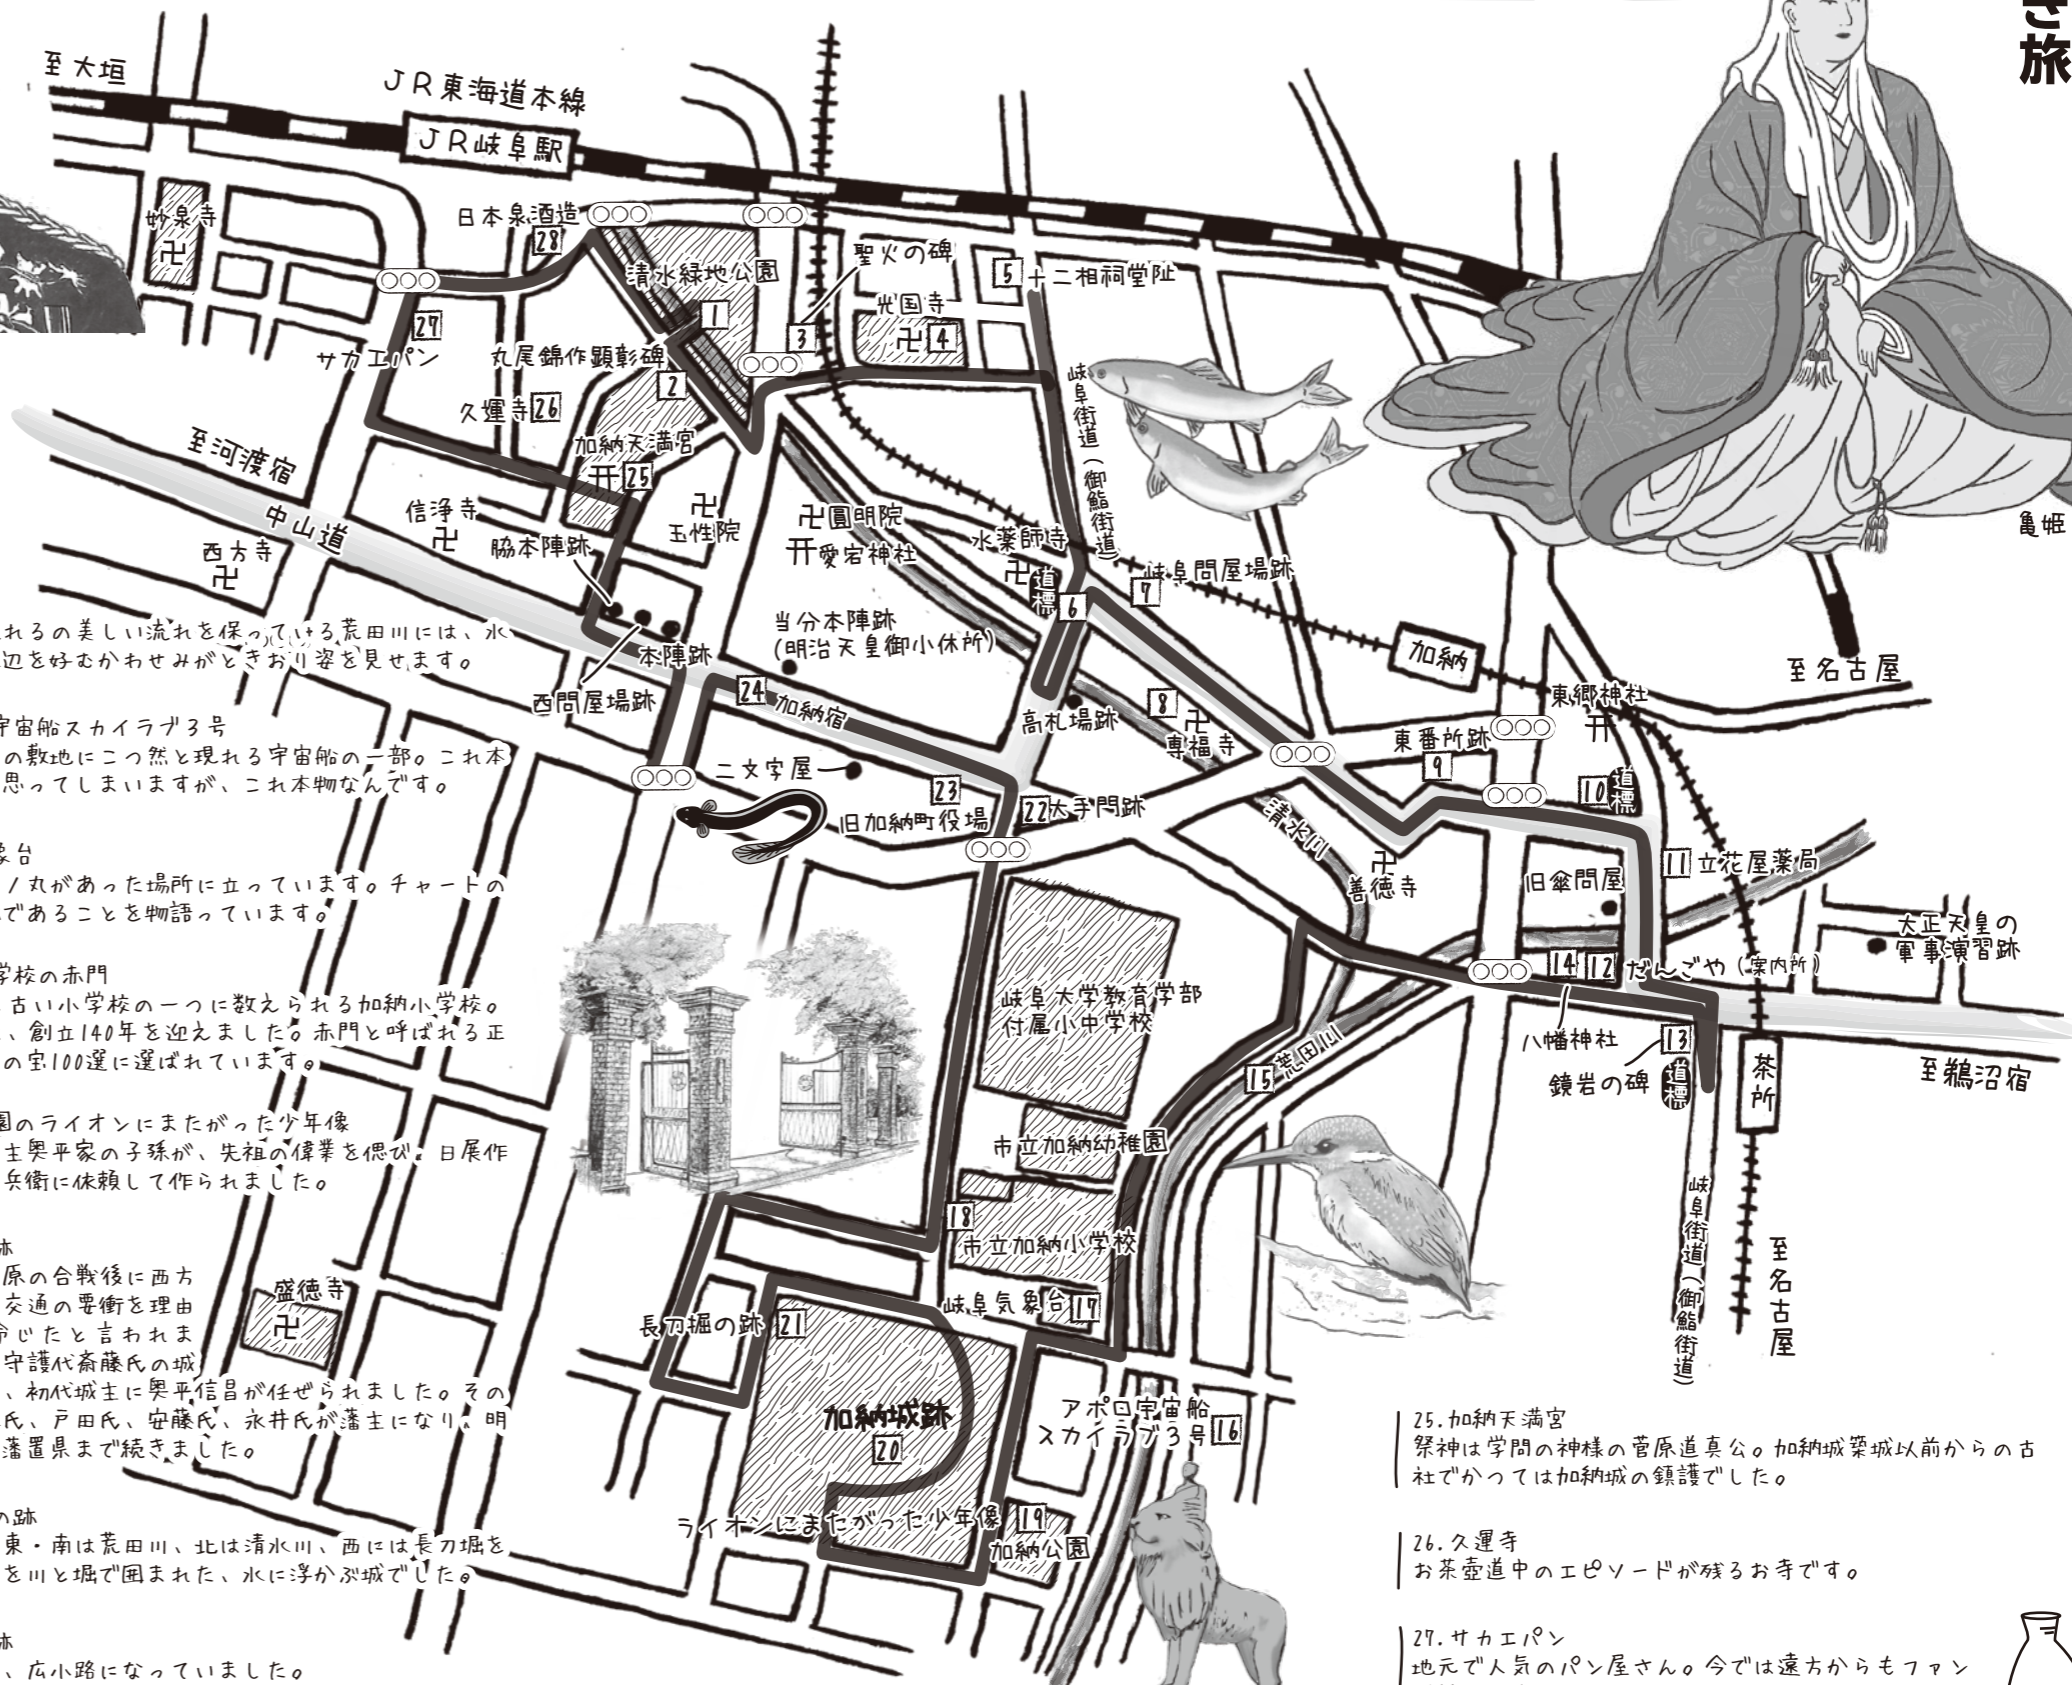 き旅
至大垣
JR東海道本線
JR岐阜駅
妙泉寺
日本泉酒造
28
清水緑地公園
1
聖火の碑
3
光国寺
4
5 十二相祠堂阯
27
サカエパン
丸尾錦作顕彰碑
2
久運寺 26
加納天満宮
25
岐阜街道(御鮨街道)
亀姫
至河渡宿
中山道
西方寺
信浄寺
脇本陣跡
玉性院
圓明院
愛宕神社
水薬師寺
道標
6
7
岐阜問屋場跡
当分本陣跡
(明治天皇御小休所)
本陣跡
西問屋場跡
24 加納宿
高札場跡
8
専福寺
加納
東郷神社
至名古屋
東番所跡
9
10 道標
二文字屋
23
旧加納町役場
22 大手門跡
清水川
善徳寺
旧傘問屋
11 立花屋薬局
大正天皇の
軍事演習跡
14 12 だんごや(案内所)
八幡神社
13
鏡岩の碑
道標
茶所
至鵜沼宿
岐阜大学教育学部
付属小中学校
15 荒田川
市立加納幼稚園
18
市立加納小学校
岐阜街道(御鮨街道)
至名古屋
盛徳寺
長刀堀の跡 21
岐阜気象台 17
加納城跡
20
アポロ宇宙船
スカイラブ3号 16
ライオンにまたがった少年像 19
加納公園
れるの美しい流れを保っている荒田川には、水
辺を好むかわせみがときおり姿を見せます。
宇宙船スカイラブ3号
の敷地にこつ然と現れる宇宙船の一部。これ本
思ってしまいますが、これ本物なんです。
象台
ノ丸があった場所に立っています。チャートの
であることを物語っています。
学校の赤門
古い小学校の一つに数えられる加納小学校。
、創立140年を迎えました。赤門と呼ばれる正
の宝100選に選ばれています。
園のライオンにまたがった少年像
主奥平家の子孫が、先祖の偉業を偲び、日展作
兵衛に依頼して作られました。
跡
原の合戦後に西方
交通の要衝を理由
命じたと言われま
守護代斎藤氏の城
、初代城主に奥平信昌が任ぜられました。その
氏、戸田氏、安藤氏、永井氏が藩主になり、明
藩置県まで続きました。
の跡
東・南は荒田川、北は清水川、西には長刀堀を
を川と堀で囲まれた、水に浮かぶ城でした。
跡
、広小路になっていました。
25.加納天満宮
祭神は学問の神様の菅原道真公。加納城築城以前からの古
社でかつては加納城の鎮護でした。
26.久運寺
お茶壺道中のエピソードが残るお寺です。
27.サカエパン
地元で人気のパン屋さん。今では遠方からもファン